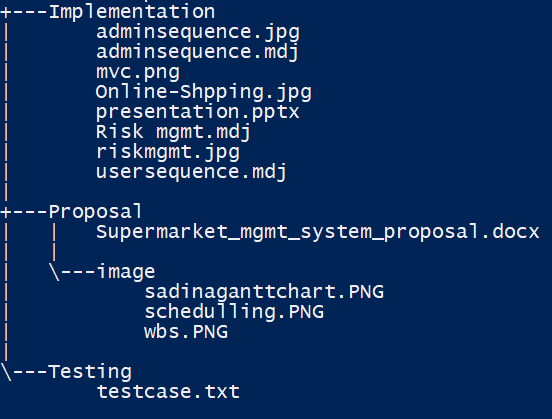 +---Implementation
|       adminsequence.jpg
|       adminsequence.mdj
|       mvc.png
|       Online-Shpping.jpg
|       presentation.pptx
|       Risk mgmt.mdj
|       riskmgmt.jpg
|       usersequence.mdj
|
+---Proposal
|   |   Supermarket_mgmt_system_proposal.docx
|   |
|   \---image
|           sadinaganttchart.PNG
|           schedulling.PNG
|           wbs.PNG
|
\---Testing
        testcase.txt